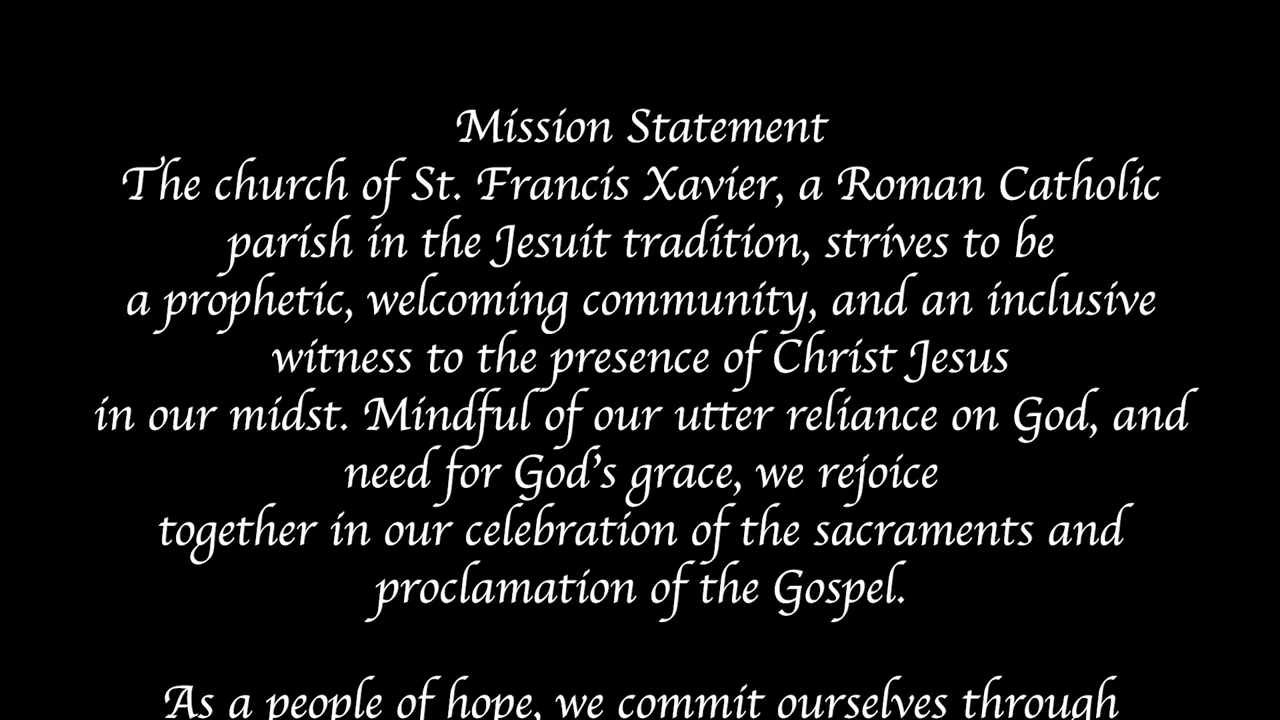 Mission Statement
The church of St. Francis Xavier, a Roman Catholic
parish in the Jesuit tradition, strives to be
a prophetic, welcoming community, and an inclusive
witness to the presence of Christ Jesus
in our midst. Mindful of our utter reliance on God, and
need for God's grace, we rejoice
together in our celebration of the sacraments and
proclamation of the Gospel.
As a people of hope, we commit ourselves through